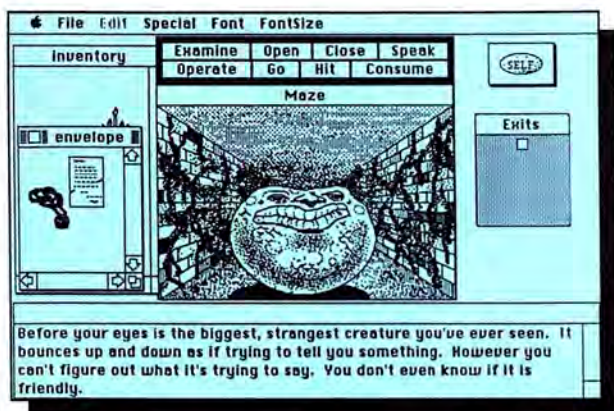 File Edit Special Font FontSize
Inventory
Examine Open Close Speak
Operate Go Hit Consume
SELF
Maze
Exits
envelope
Before your eyes is the biggest, strangest creature you've ever seen. It
bounces up and down as if trying to tell you something. However you
can't figure out what it's trying to say. You don't even know if it is
friendly.